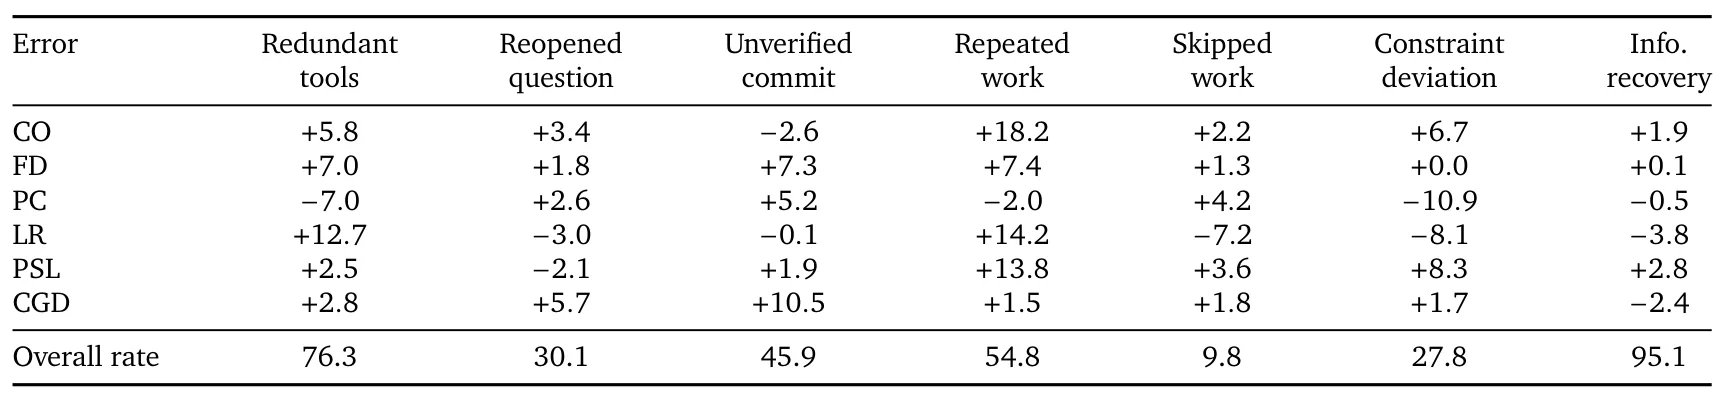 Error Redundant tools Reopened question Unverified commit Repeated work Skipped work Constraint deviation Info. recovery
CO +5.8 +3.4 −2.6 +18.2 +2.2 +6.7 +1.9
FD +7.0 +1.8 +7.3 +7.4 +1.3 +0.0 +0.1
PC −7.0 +2.6 +5.2 −2.0 +4.2 −10.9 −0.5
LR +12.7 −3.0 −0.1 +14.2 −7.2 −8.1 −3.8
PSL +2.5 −2.1 +1.9 +13.8 +3.6 +8.3 +2.8
CGD +2.8 +5.7 +10.5 +1.5 +1.8 +1.7 −2.4
Overall rate 76.3 30.1 45.9 54.8 9.8 27.8 95.1